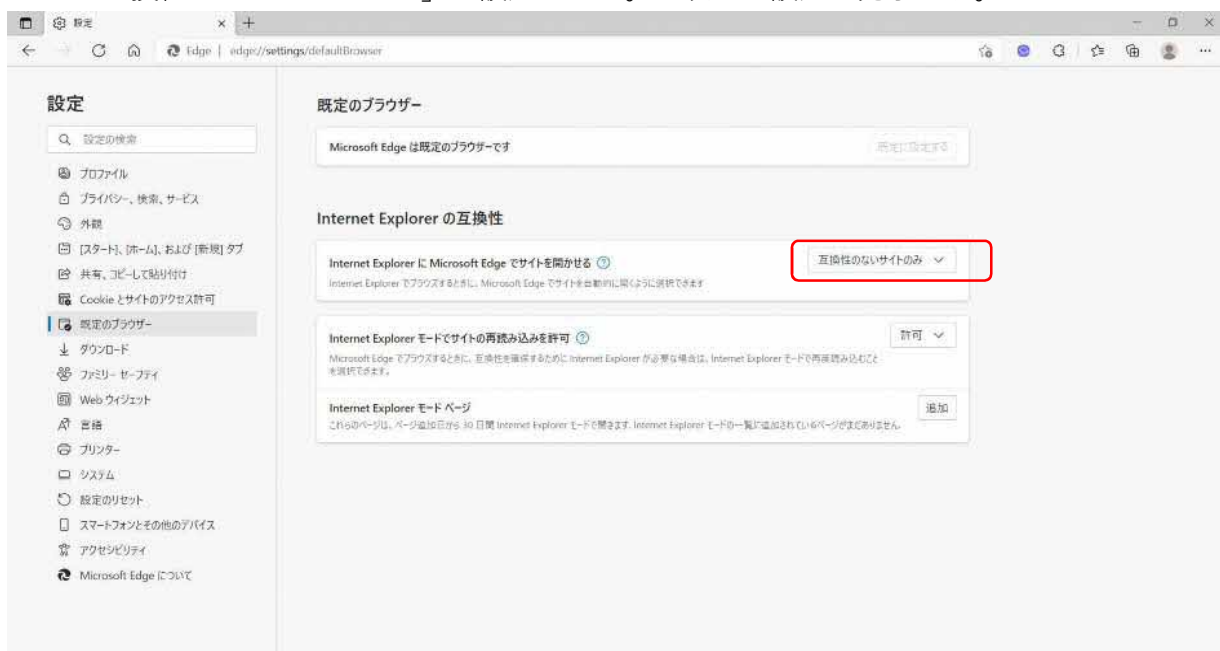 設定
Edge | edge://settings/defaultBrowser
設定
設定の検索
プロファイル
プライバシー、検索、サービス
外観
[スタート]、[ホーム]、および [新規] タブ
共有、コピーして貼り付け
Cookie とサイトのアクセス許可
既定のブラウザー
ダウンロード
ファミリー セーフティ
Web ウィジェット
言語
プリンター
システム
設定のリセット
スマートフォンとその他のデバイス
アクセシビリティ
Microsoft Edge について
既定のブラウザー
Microsoft Edge は既定のブラウザーです
既定に設定する
Internet Explorer の互換性
Internet Explorer に Microsoft Edge でサイトを開かせる
互換性のないサイトのみ
Internet Explorer でブラウズするときに、Microsoft Edge でサイトを自動的に開くように選択できます
Internet Explorer モードでサイトの再読み込みを許可
許可
Microsoft Edge でブラウズするときに、互換性を確保するために Internet Explorer が必要な場合は、Internet Explorer モードで再度読み込むこと
を選択できます。
Internet Explorer モード ページ
追加
これらのページは、ページ追加日から 30 日間 Internet Explorer モードで開きます。Internet Explorer モードの一覧に追加されているページがまだありません。